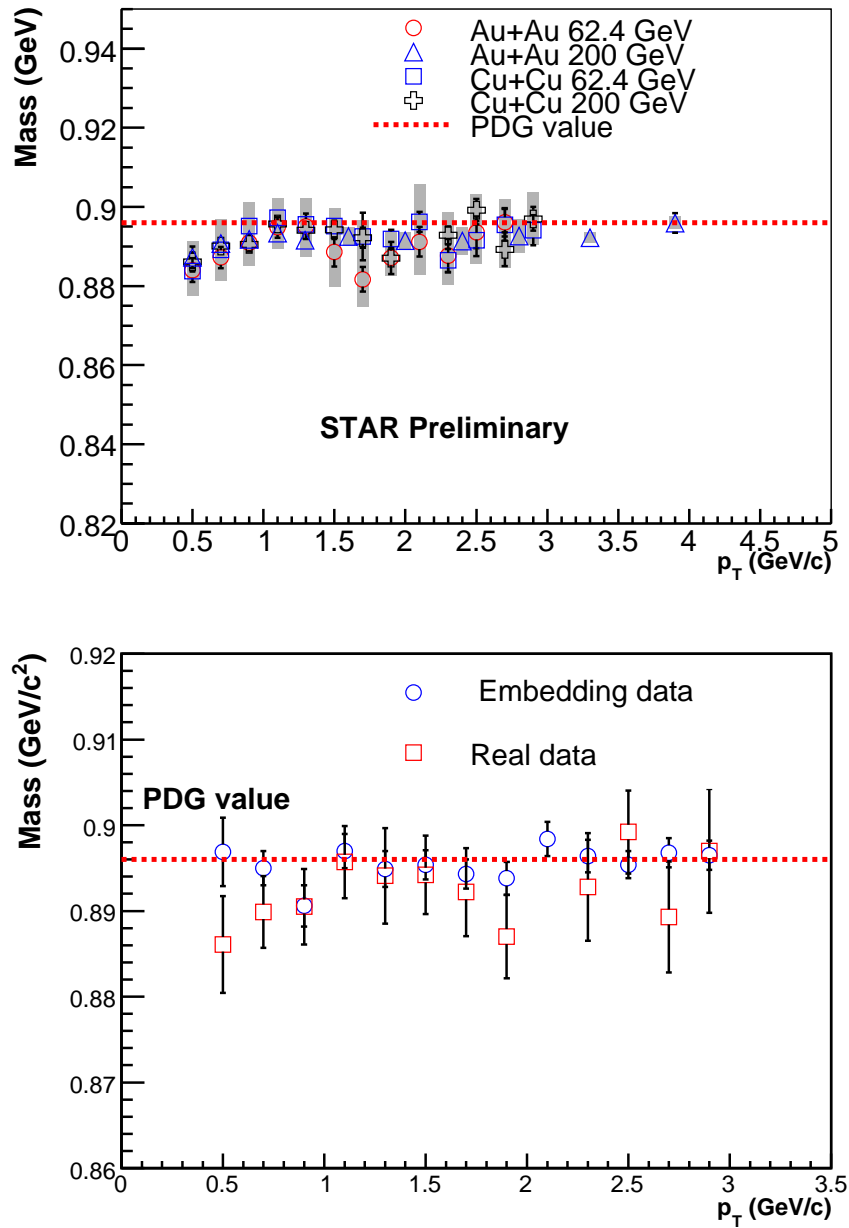 Mass (GeV)
0.94
0.92
0.9
0.88
0.86
0.84
0.82
Au+Au 62.4 GeV
Au+Au 200 GeV
Cu+Cu 62.4 GeV
Cu+Cu 200 GeV
PDG value
STAR Preliminary
0 0.5 1 1.5 2 2.5 3 3.5 4 4.5 5
p_T (GeV/c)
Mass (GeV/c²)
0.92
0.91
0.9
0.89
0.88
0.87
0.86
Embedding data
Real data
PDG value
0 0.5 1 1.5 2 2.5 3 3.5
p_T (GeV/c)